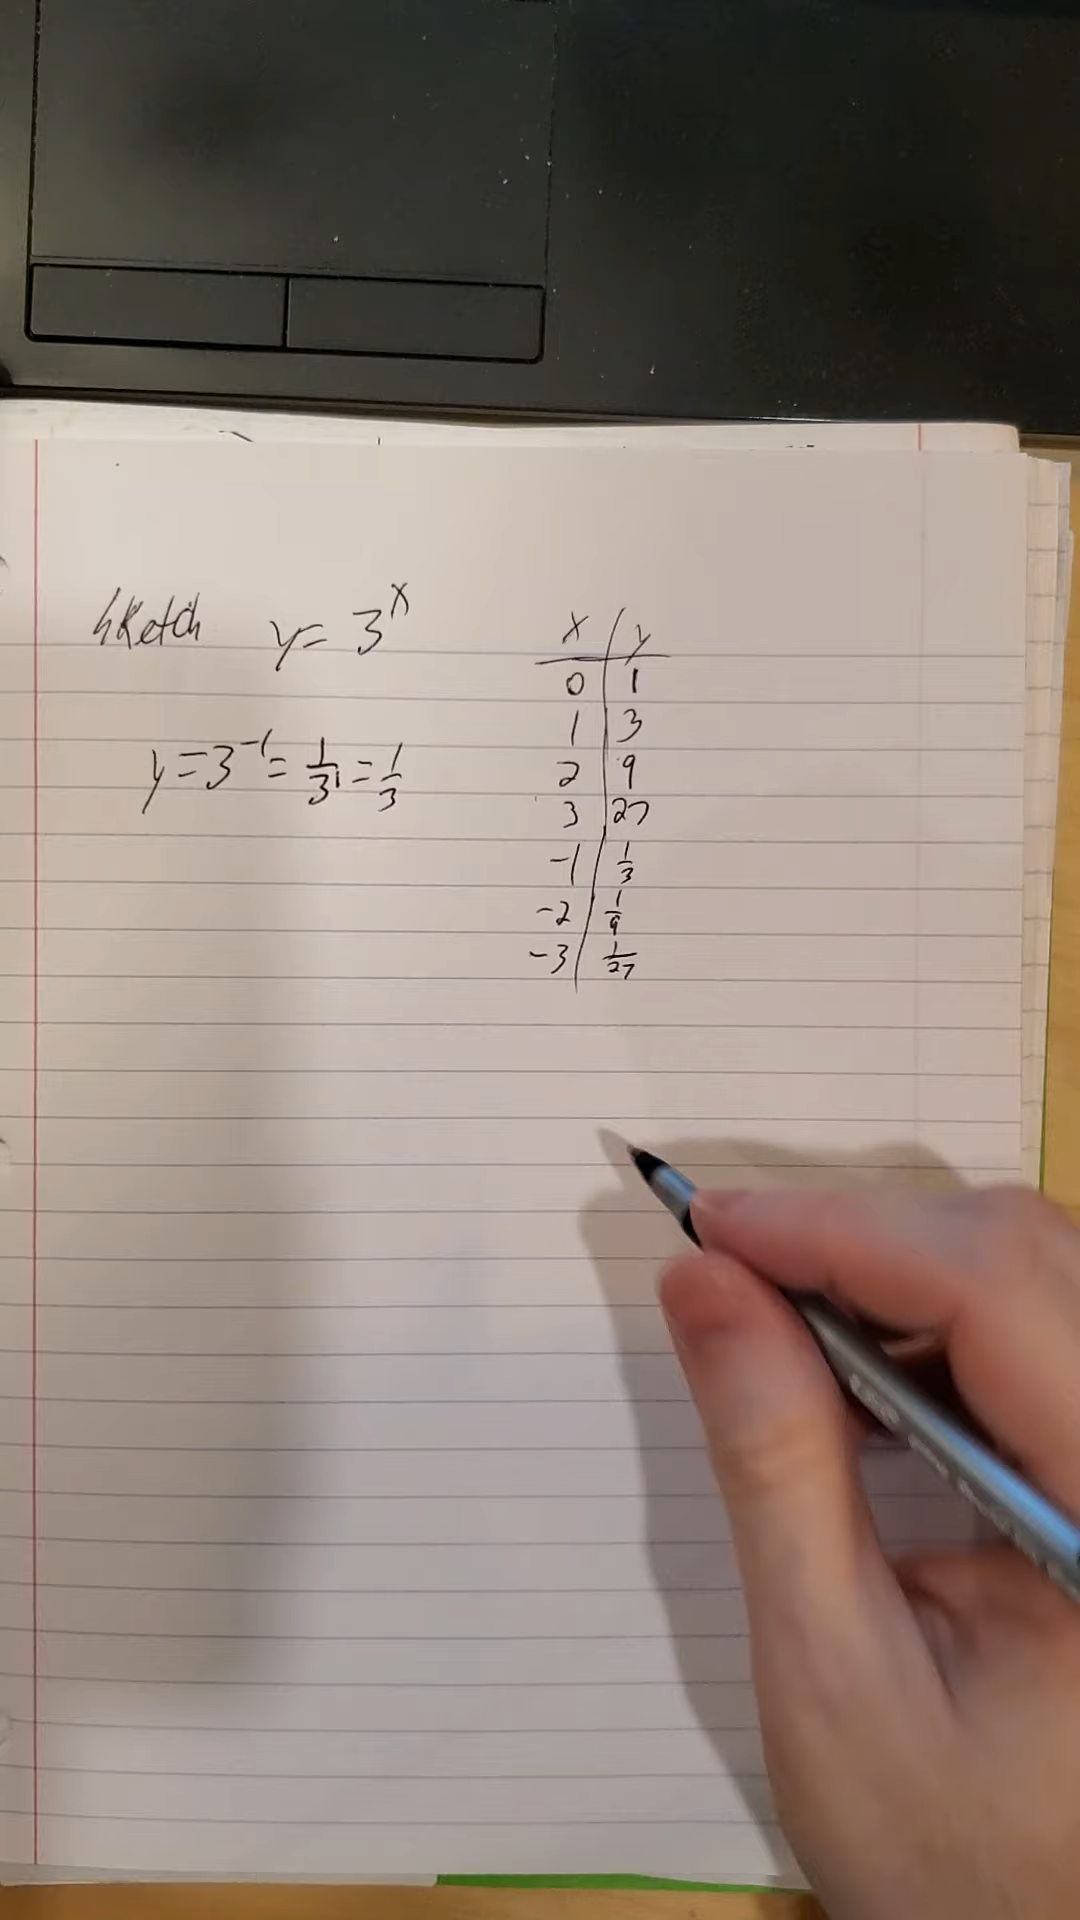 Sketch y = 3^x
y = 3^-1 = 1/3^1 = 1/3
x | y
0 | 1
1 | 3
2 | 9
3 | 27
-1 | 1/3
-2 | 1/9
-3 | 1/27